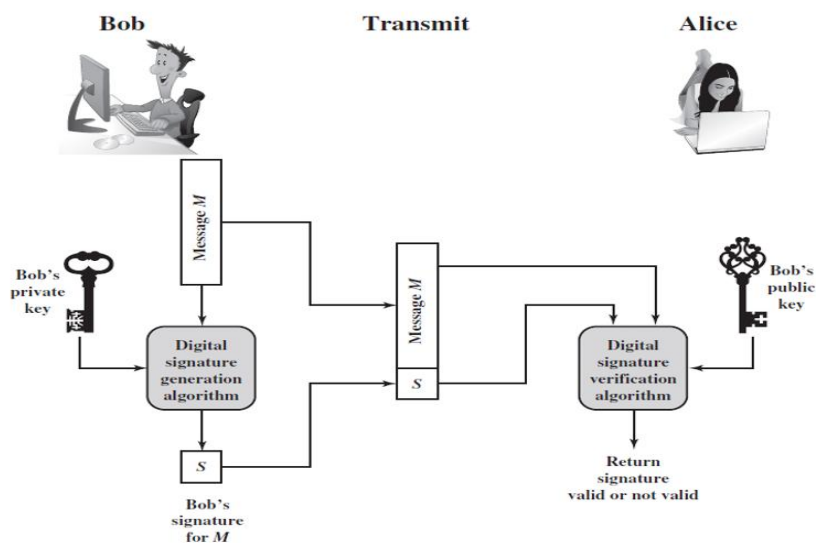 Bob
Transmit
Alice
Message M
Bob's
private
key
Digital
signature
generation
algorithm
S
Bob's
signature
for M
Message M
S
Bob's
public
key
Digital
signature
verification
algorithm
Return
signature
valid or not valid